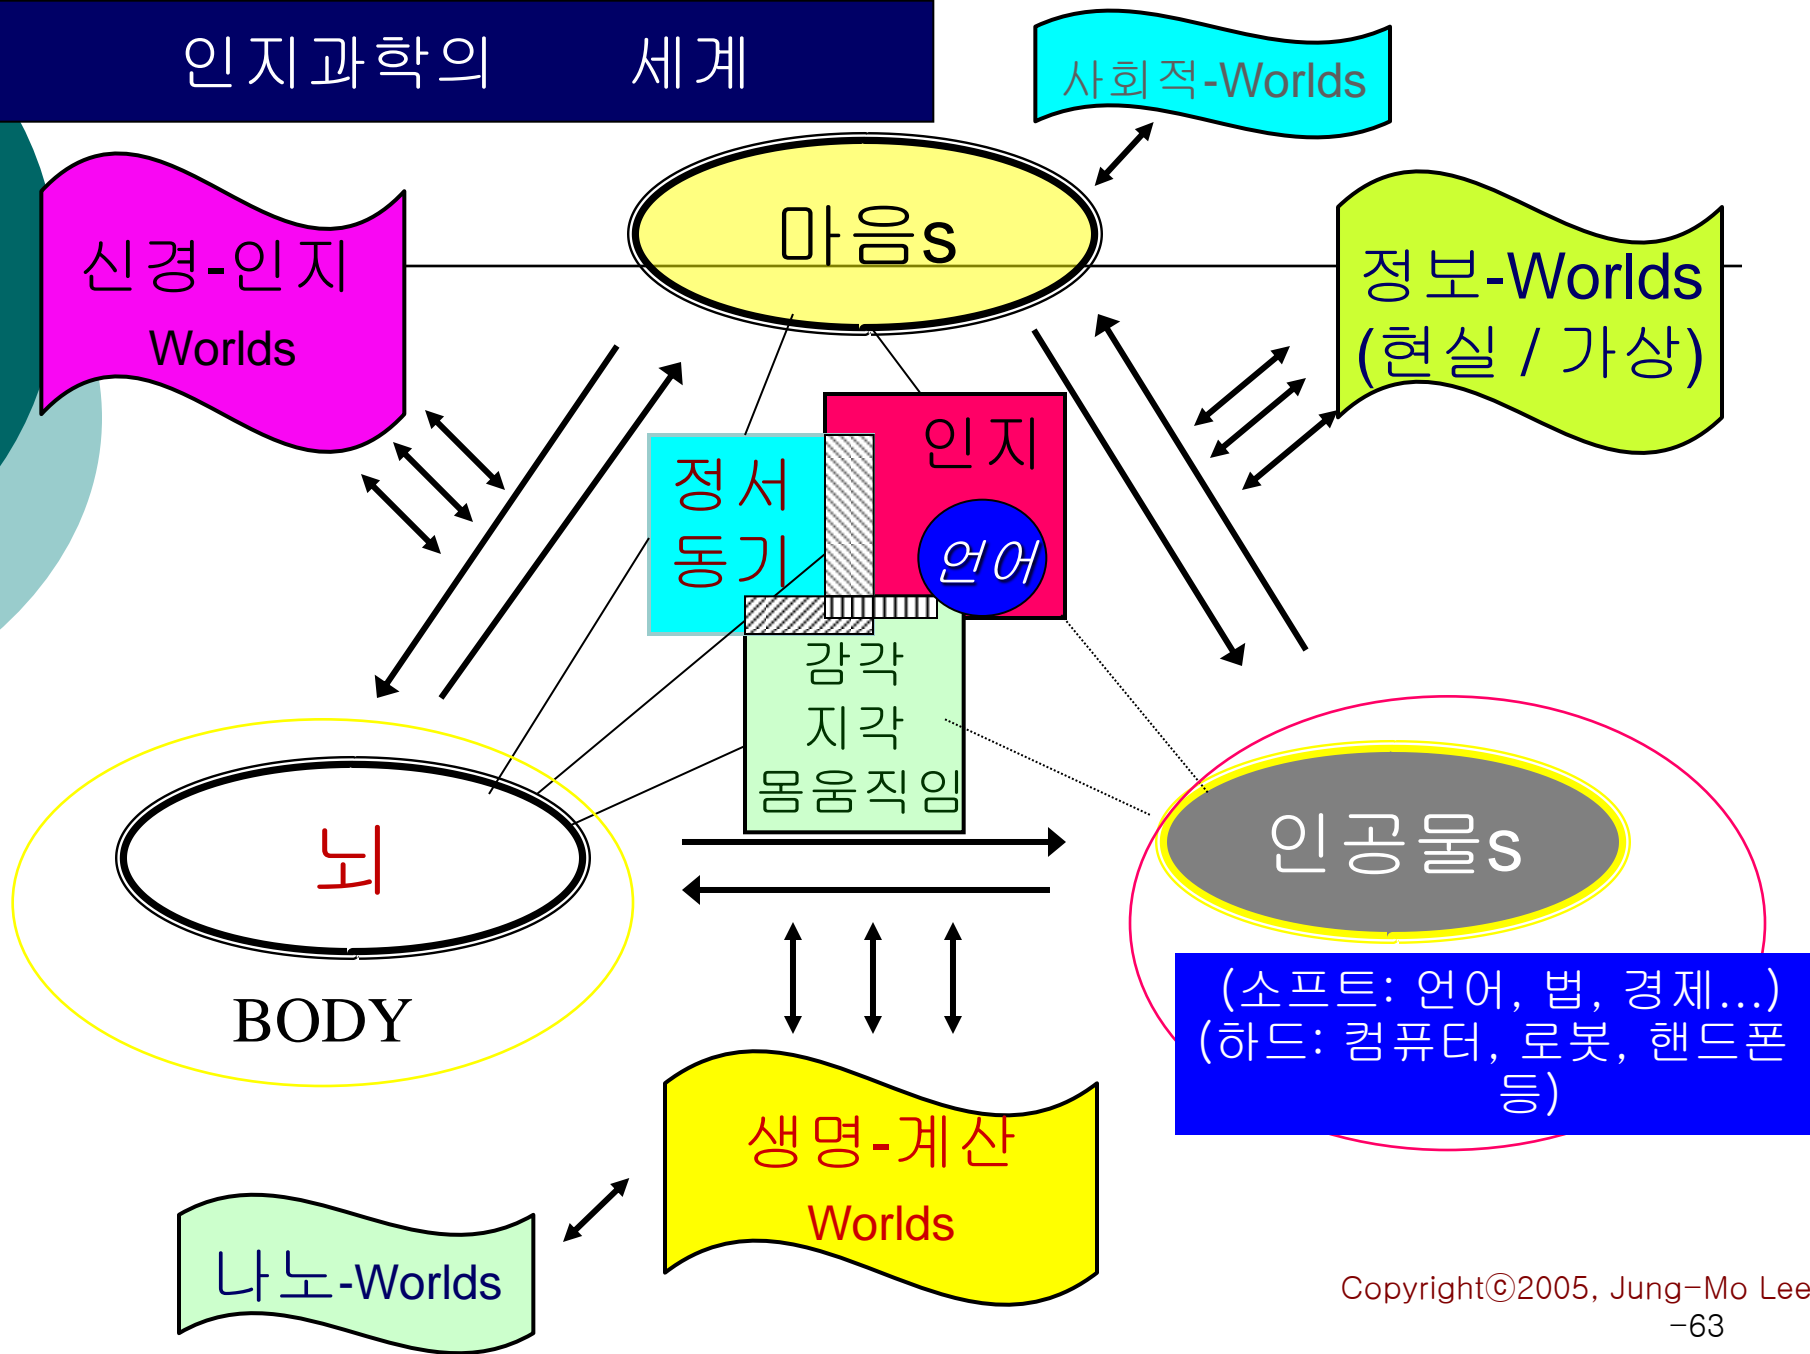 인지과학의 세계
사회적-Worlds
마음s
신경-인지
Worlds
정보-Worlds
(현실 / 가상)
인지
정서
동기
언어
감각
지각
몸움직임
뇌
BODY
인공물s
(소프트: 언어, 법, 경제...)
(하드: 컴퓨터, 로봇, 핸드폰
등)
생명-계산
Worlds
나노-Worlds
Copyrightⓒ2005, Jung-Mo Lee
-63